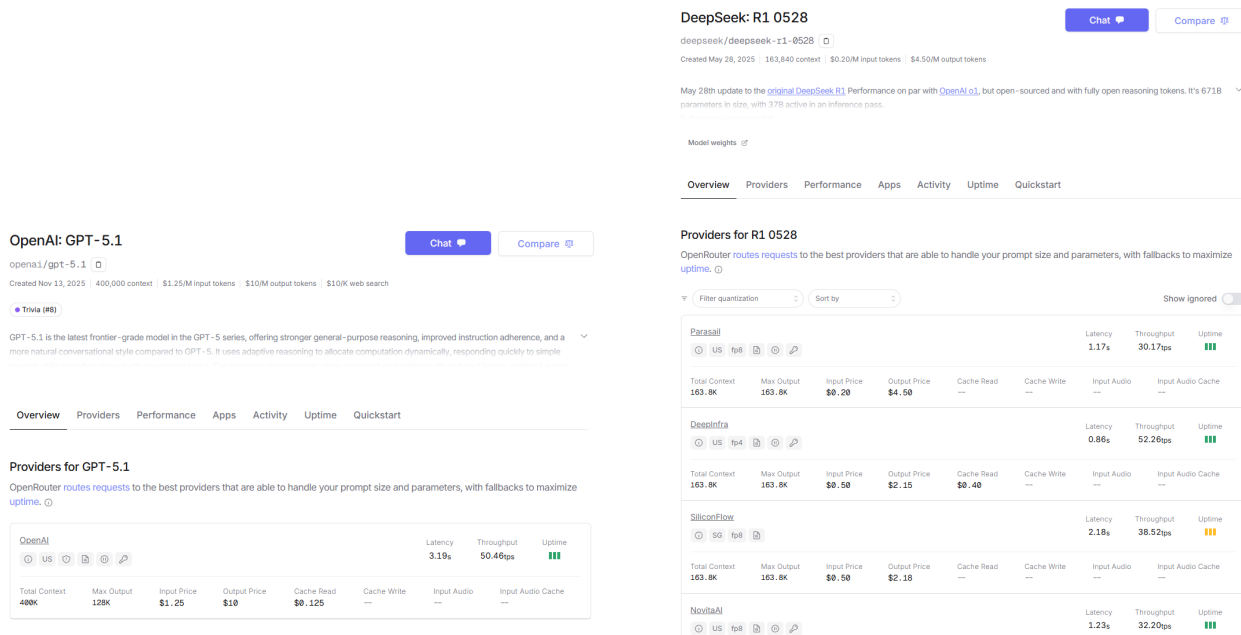 OpenAI: GPT-5.1
Chat
Compare
openai/gpt-5.1
Created Nov 13, 2025 400,000 context $1.25/M input tokens $10/M output tokens $10/K web search
Trivia (#8)
GPT-5.1 is the latest frontier-grade model in the GPT-5 series, offering stronger general-purpose reasoning, improved instruction adherence, and a
more natural conversational style compared to GPT-5. It uses adaptive reasoning to allocate computation dynamically, responding quickly to simple
Overview Providers Performance Apps Activity Uptime Quickstart
Providers for GPT-5.1
OpenRouter routes requests to the best providers that are able to handle your prompt size and parameters, with fallbacks to maximize
uptime.
OpenAI
US
Latency Throughput Uptime
3.19s 50.46tps
Total Context Max Output Input Price Output Price Cache Read Cache Write Input Audio Input Audio Cache
400K 128K $1.25 $10 $0.125 -- -- --
DeepSeek: R1 0528
Chat
Compare
deepseek/deepseek-r1-0528
Created May 28, 2025 163,840 context $0.20/M input tokens $4.50/M output tokens
May 28th update to the original DeepSeek R1 Performance on par with OpenAI o1, but open-sourced and with fully open reasoning tokens. It's 671B
parameters in size, with 37B active in an inference pass.
Model weights
Overview Providers Performance Apps Activity Uptime Quickstart
Providers for R1 0528
OpenRouter routes requests to the best providers that are able to handle your prompt size and parameters, with fallbacks to maximize
uptime.
Filter quantization Sort by Show ignored
Parasail
US fp8
Latency Throughput Uptime
1.17s 30.17tps
Total Context Max Output Input Price Output Price Cache Read Cache Write Input Audio Input Audio Cache
163.8K 163.8K $0.20 $4.50 -- -- -- --
DeepInfra
US fp4
Latency Throughput Uptime
0.86s 52.26tps
Total Context Max Output Input Price Output Price Cache Read Cache Write Input Audio Input Audio Cache
163.8K 163.8K $0.50 $2.15 $0.40 -- -- --
SiliconFlow
SG fp8
Latency Throughput Uptime
2.18s 38.52tps
Total Context Max Output Input Price Output Price Cache Read Cache Write Input Audio Input Audio Cache
163.8K 163.8K $0.50 $2.18 -- -- -- --
NovitaAI
US fp8
Latency Throughput Uptime
1.23s 32.20tps